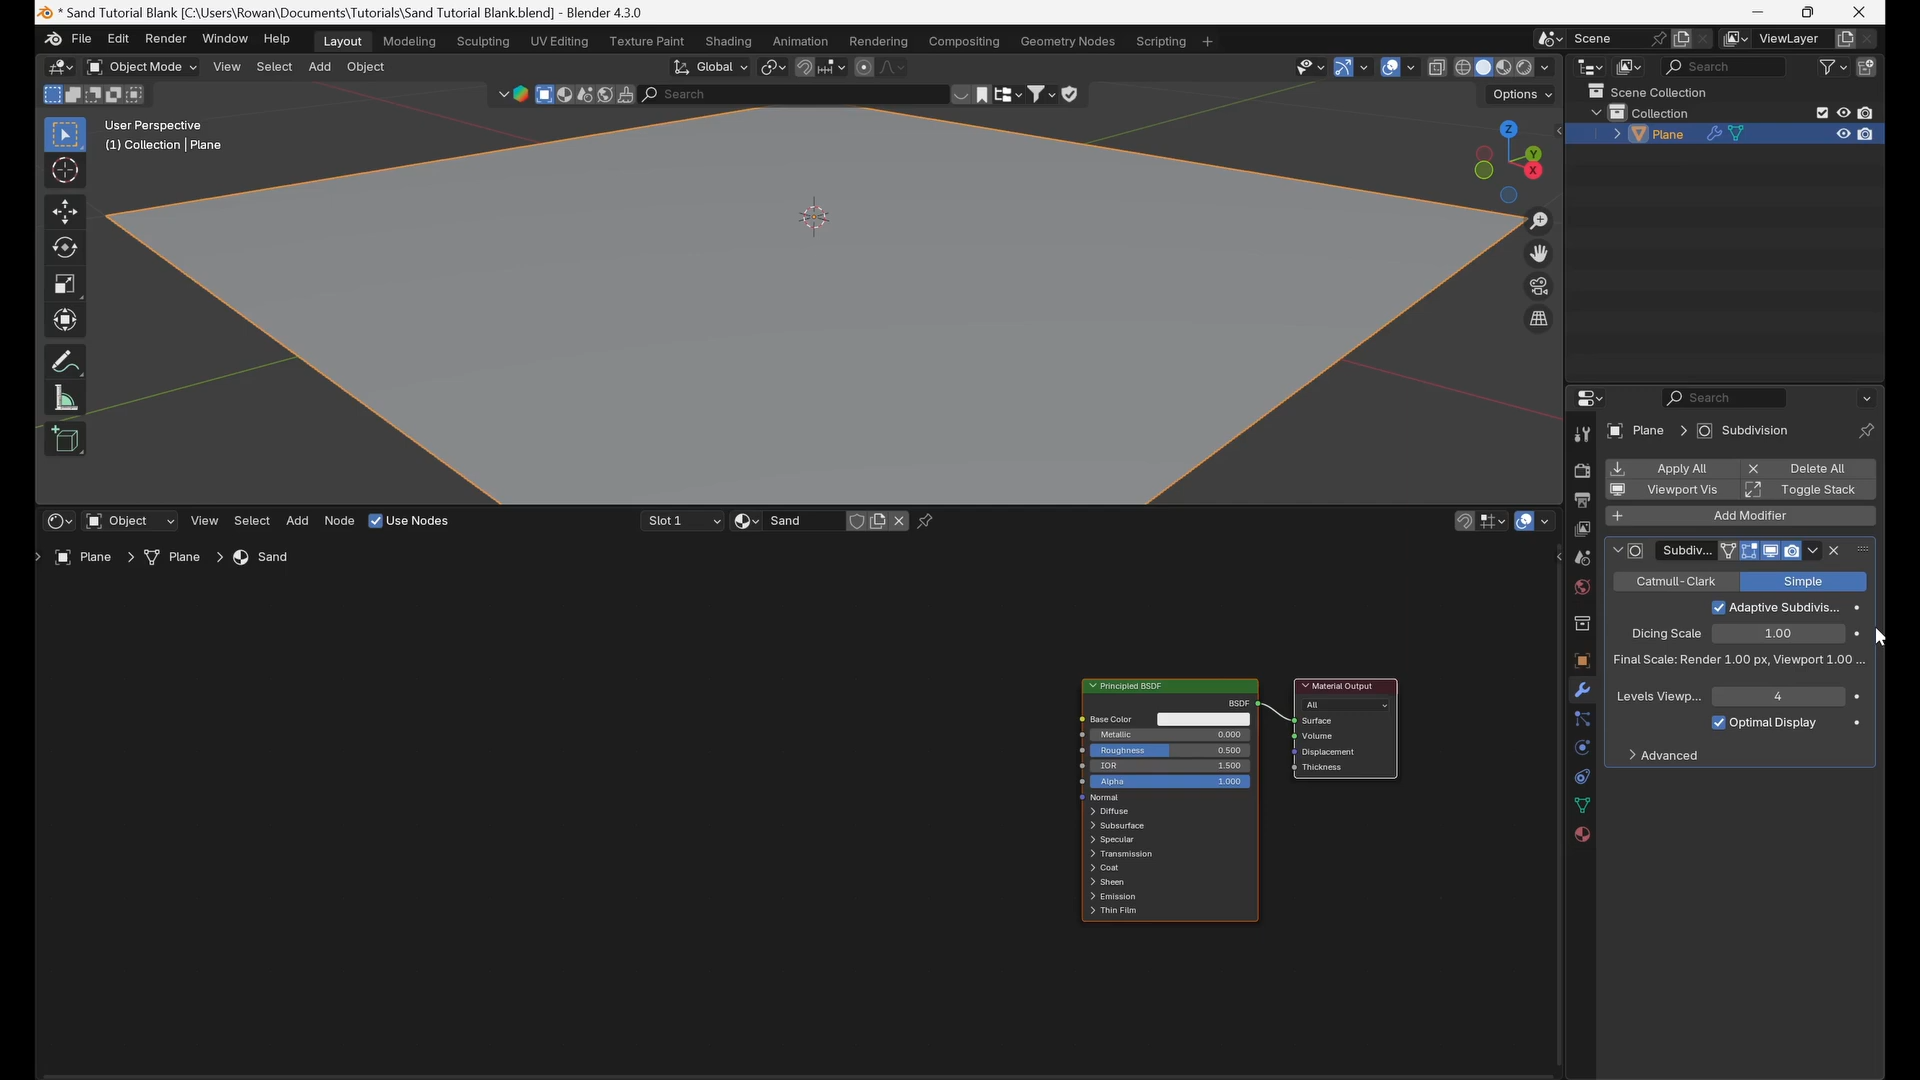 * Sand Tutorial Blank [C:\Users\Rowan\Documents\Tutorials\Sand Tutorial Blank.blend] - Blender 4.3.0
File Edit Render Window Help Layout Modeling Sculpting UV Editing Texture Paint Shading Animation Rendering Compositing Geometry Nodes Scripting + Scene ViewLayer
Object Mode View Select Add Object Global Search
Search Options
Scene Collection
Collection
Plane
User Perspective
(1) Collection | Plane
Z
Y
X
Search
Plane > Subdivision
Apply All Delete All
Viewport Vis Toggle Stack
+ Add Modifier
Subdiv...
Catmull-Clark Simple
Adaptive Subdivis...
Dicing Scale 1.00
Final Scale: Render 1.00 px, Viewport 1.00 ...
Levels Viewp... 4
Optimal Display
> Advanced
Object View Select Add Node Use Nodes Slot 1 Sand
Plane > Plane > Sand
Principled BSDF
BSDF
Base Color
Metallic 0.000
Roughness 0.500
IOR 1.500
Alpha 1.000
Normal
> Diffuse
> Subsurface
> Specular
> Transmission
> Coat
> Sheen
> Emission
> Thin Film
Material Output
All
Surface
Volume
Displacement
Thickness